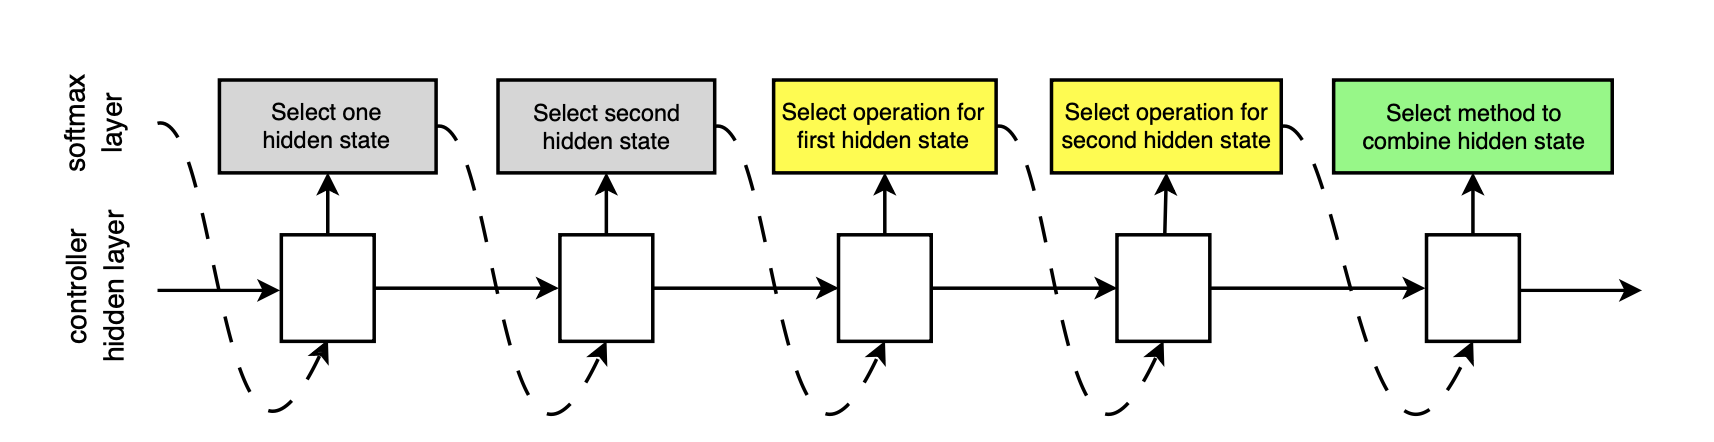 softmax
layer
Select one
hidden state
Select second
hidden state
Select operation for
first hidden state
Select operation for
second hidden state
Select method to
combine hidden state
controller
hidden layer